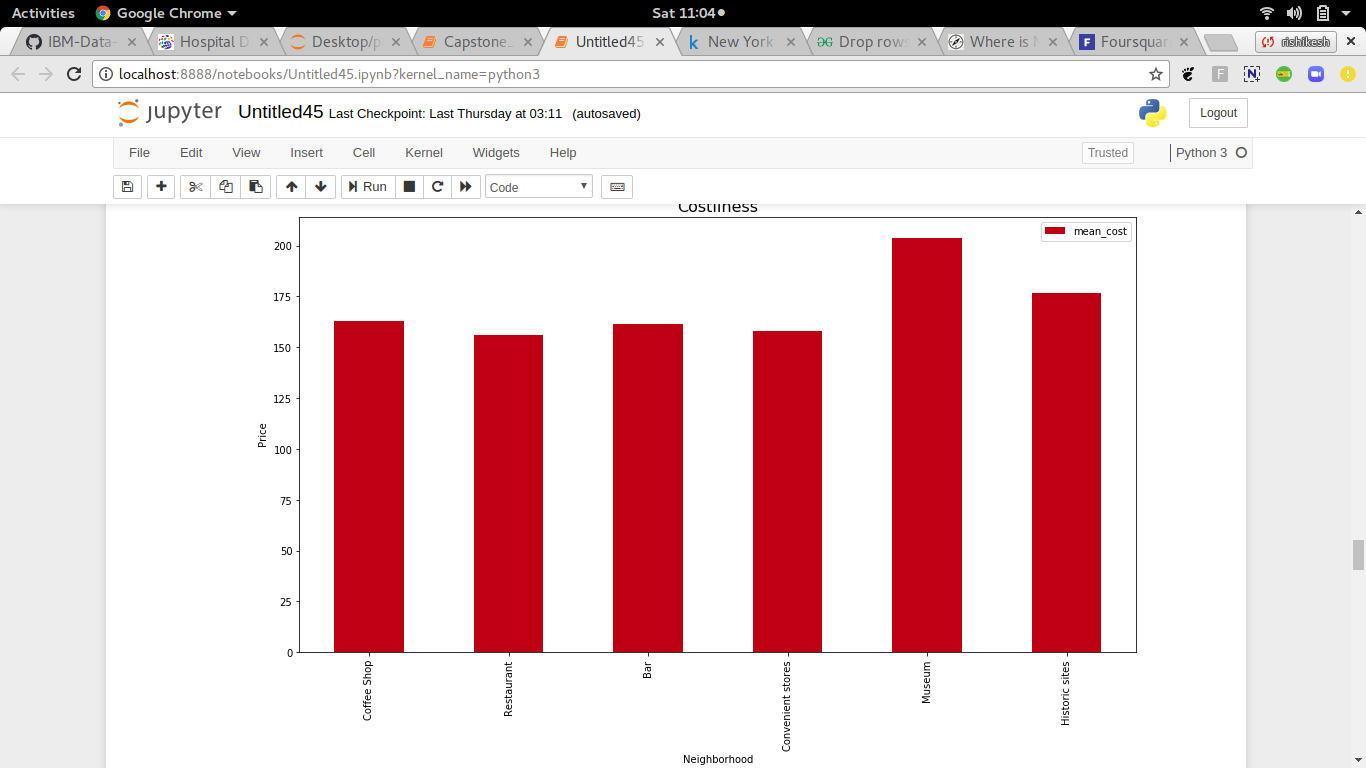 Activities Google Chrome Sat 11:04
IBM-Data- Hospital D Desktop/p Capstone_ Untitled45 New York Drop rows Where is Foursquar rishikesh
localhost:8888/notebooks/Untitled45.ipynb?kernel_name=python3
jupyter Untitled45 Last Checkpoint: Last Thursday at 03:11 (autosaved) Logout
File Edit View Insert Cell Kernel Widgets Help Trusted Python 3
Run Code
Costliness
mean_cost
200
175
150
125
100
75
50
25
0
Price
Coffee Shop
Restaurant
Bar
Convenient stores
Museum
Historic sites
Neighborhood